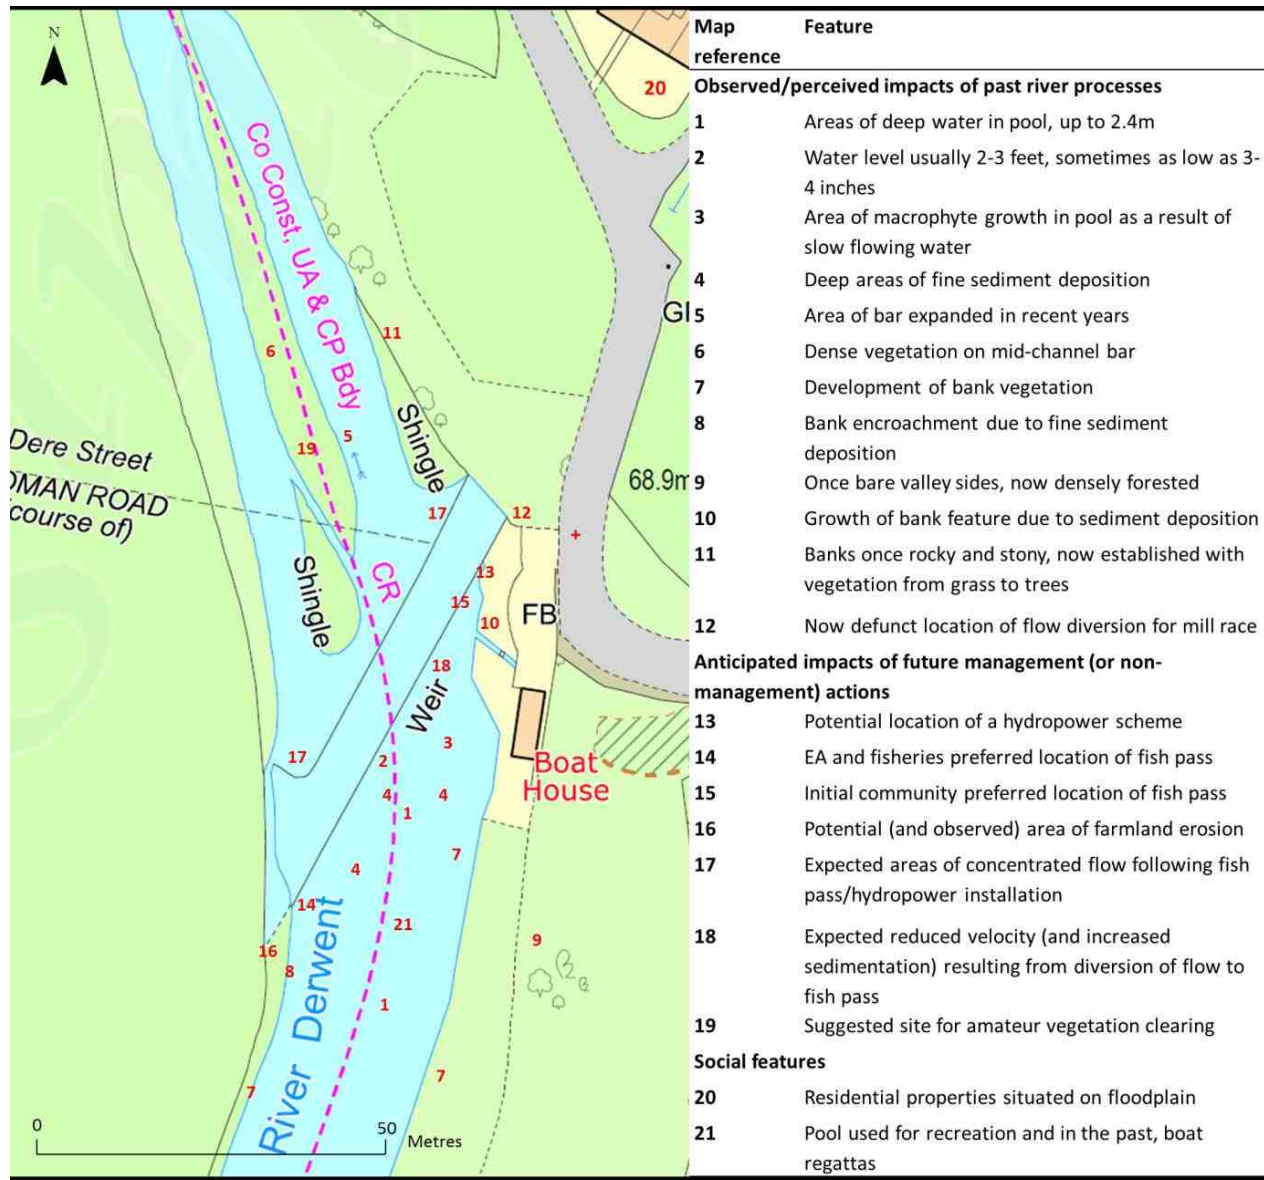 N
20
Co Const, UA & CP Bdy
11
6
5
19
Shingle
Dere Street
OMAN ROAD
course of)
68.9m
17
12
+
Shingle
CR
13
15
10
FB
18
Weir
3
17
2
Boat
House
4
4
1
7
4
14
21
16
9
8
1
River Derwent
7
7
0
50
Metres
Map
reference
Feature
Observed/perceived impacts of past river processes
1 Areas of deep water in pool, up to 2.4m
2 Water level usually 2-3 feet, sometimes as low as 3-
4 inches
3 Area of macrophyte growth in pool as a result of
slow flowing water
4 Deep areas of fine sediment deposition
5 Area of bar expanded in recent years
6 Dense vegetation on mid-channel bar
7 Development of bank vegetation
8 Bank encroachment due to fine sediment
deposition
9 Once bare valley sides, now densely forested
10 Growth of bank feature due to sediment deposition
11 Banks once rocky and stony, now established with
vegetation from grass to trees
12 Now defunct location of flow diversion for mill race
Anticipated impacts of future management (or non-
management) actions
13 Potential location of a hydropower scheme
14 EA and fisheries preferred location of fish pass
15 Initial community preferred location of fish pass
16 Potential (and observed) area of farmland erosion
17 Expected areas of concentrated flow following fish
pass/hydropower installation
18 Expected reduced velocity (and increased
sedimentation) resulting from diversion of flow to
fish pass
19 Suggested site for amateur vegetation clearing
Social features
20 Residential properties situated on floodplain
21 Pool used for recreation and in the past, boat
regattas